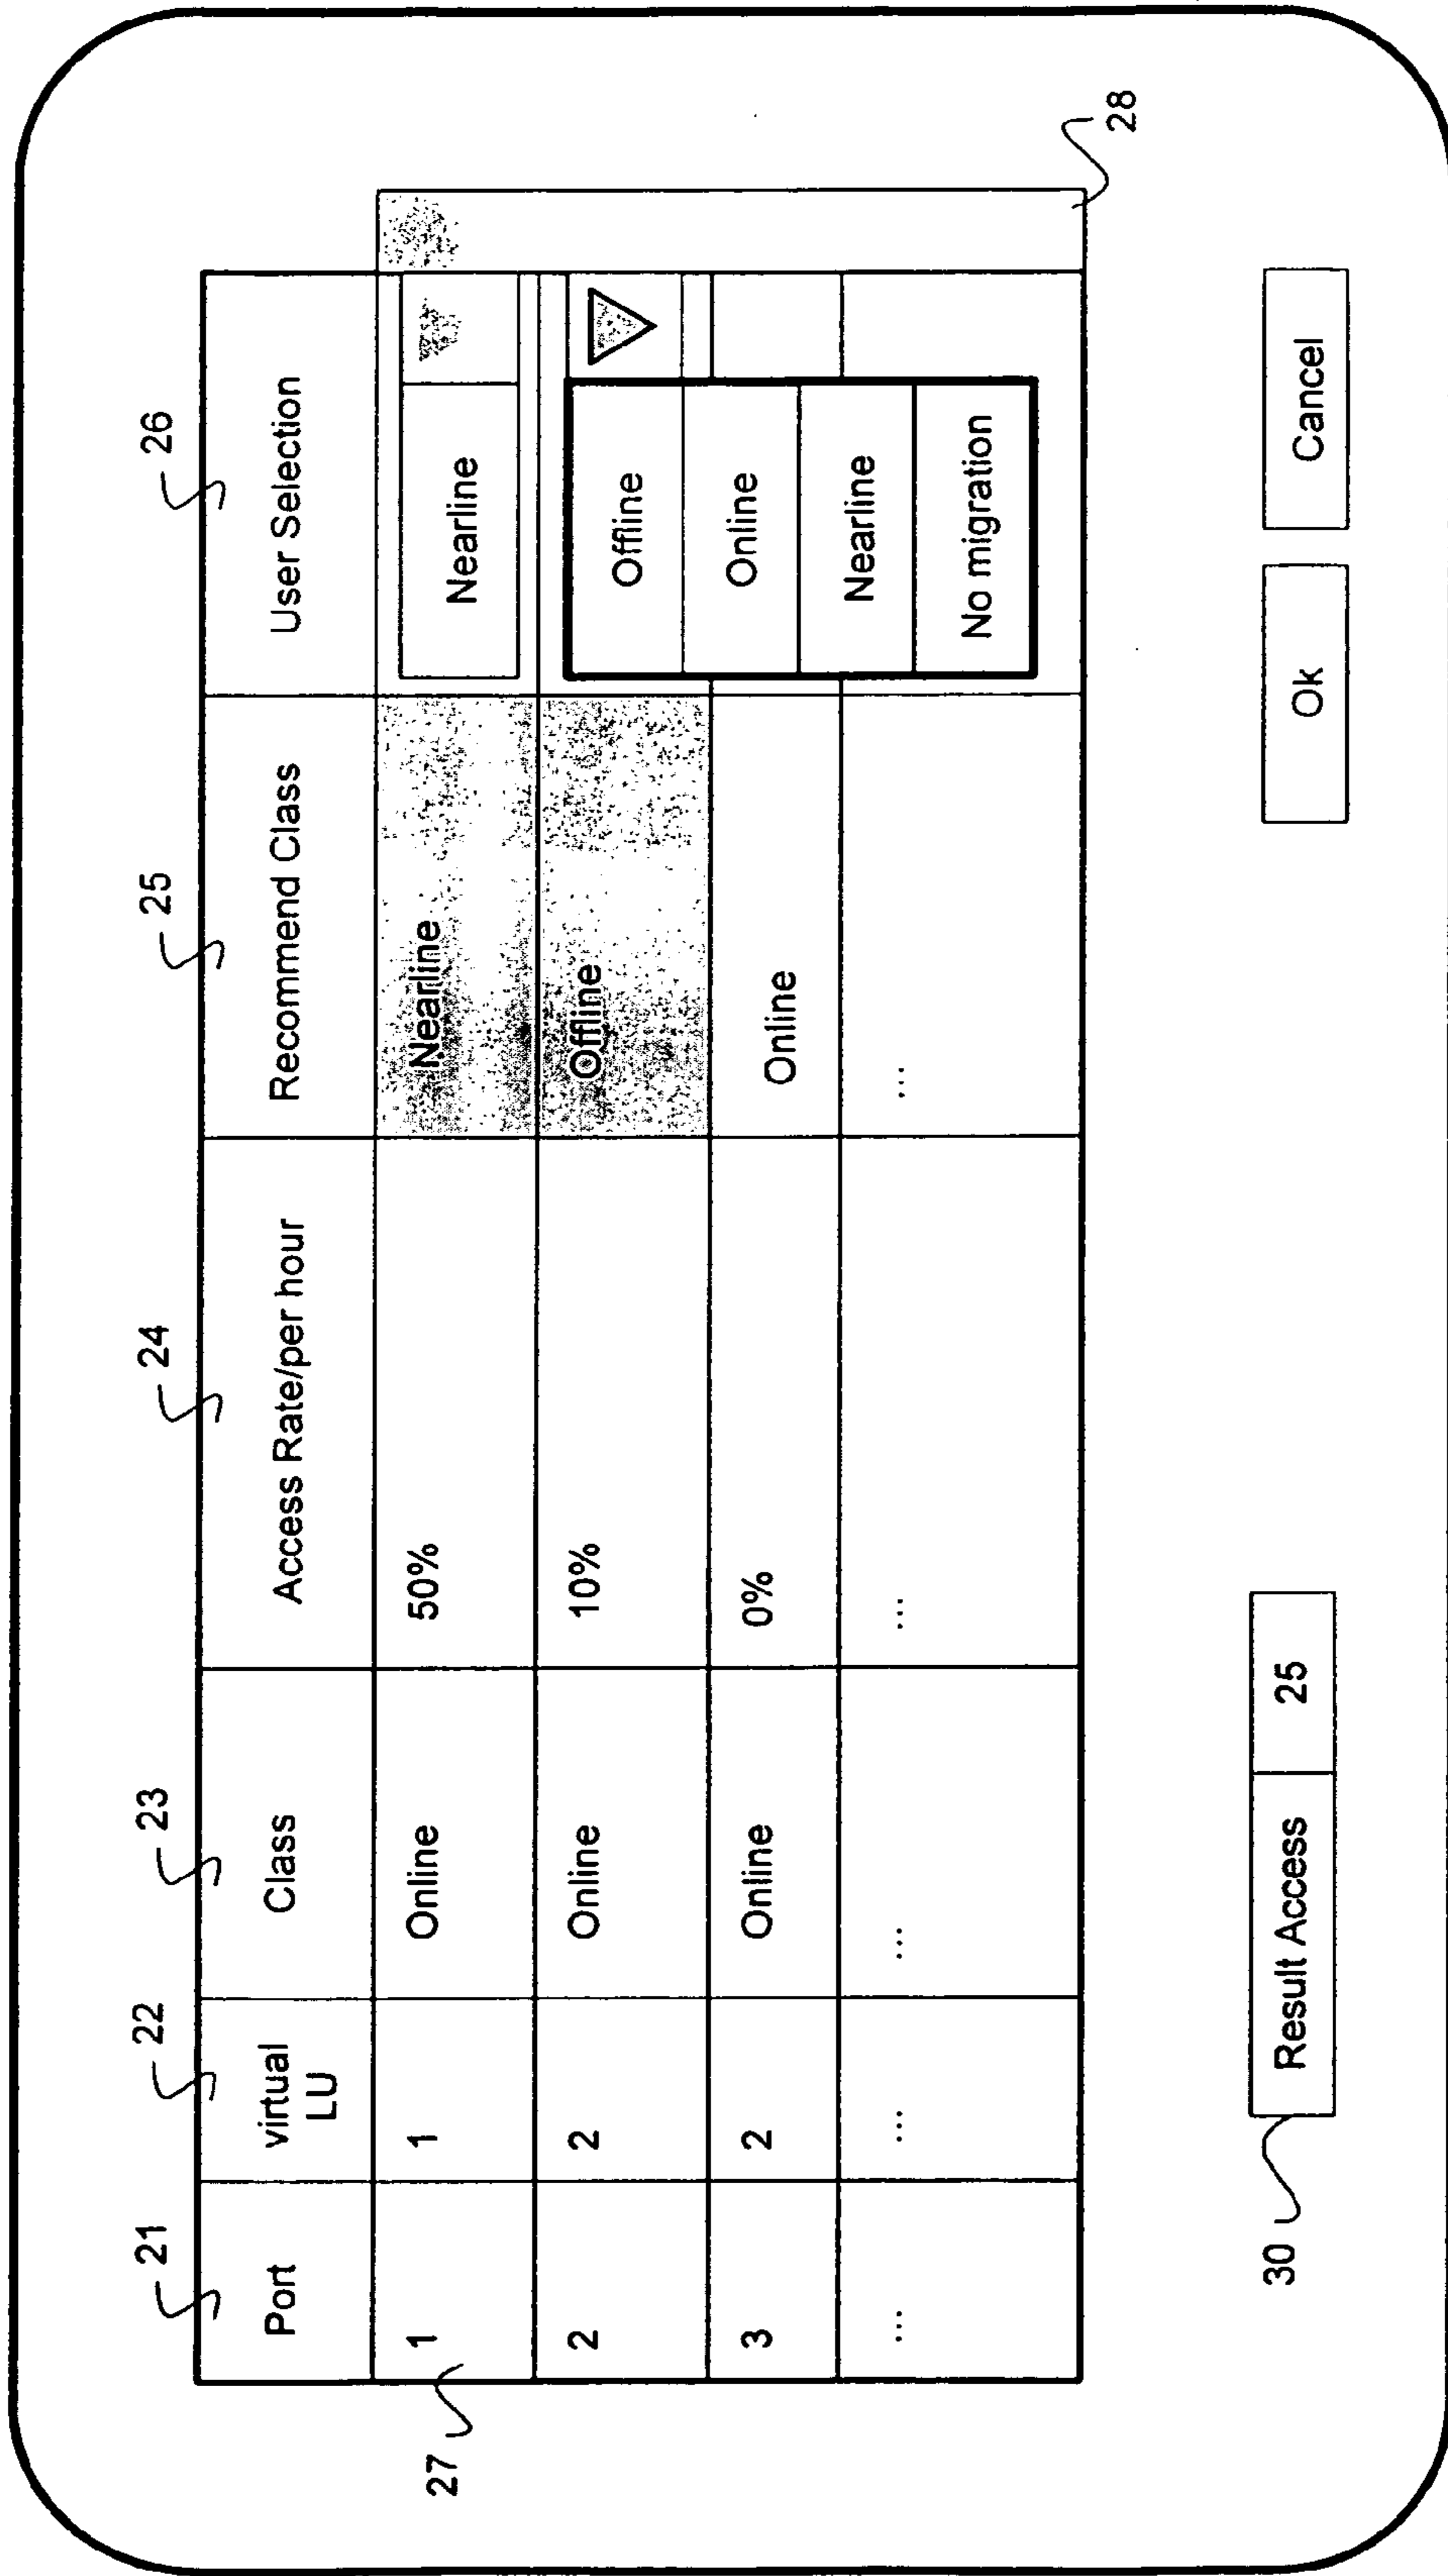 21 22 23 24 25 26
Port virtual LU Class Access Rate/per hour Recommend Class User Selection
27
1 1 Online 50% Nearline Nearline
2 2 Online 10% Offline Offline
Online
3 2 Online 0% Online
Nearline
... ... ... ... ...
No migration
28
30 Result Access 25 Ok Cancel